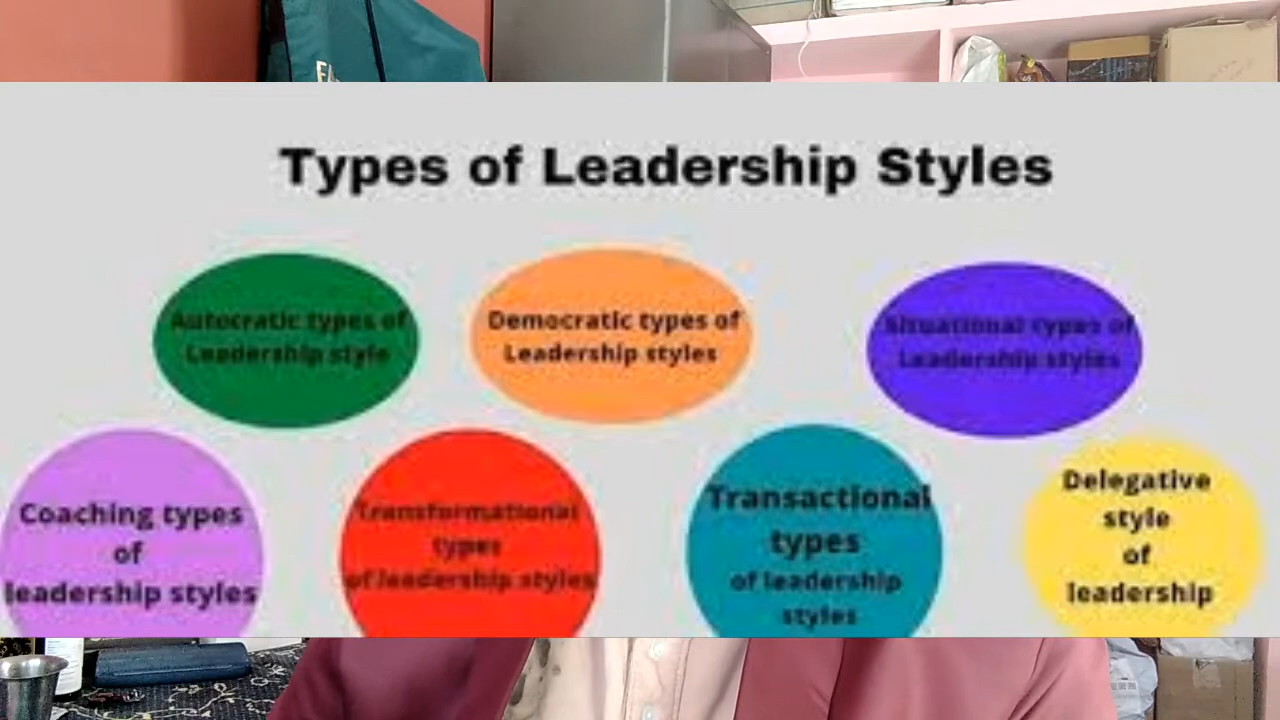 Types of Leadership Styles
Autocratic types of
Leadership style
Democratic types of
Leadership styles
Situational types of
Leadership styles
Coaching types
of
leadership styles
Transformational
types
of leadership styles
Transactional
types
of leadership
styles
Delegative
style
of
leadership